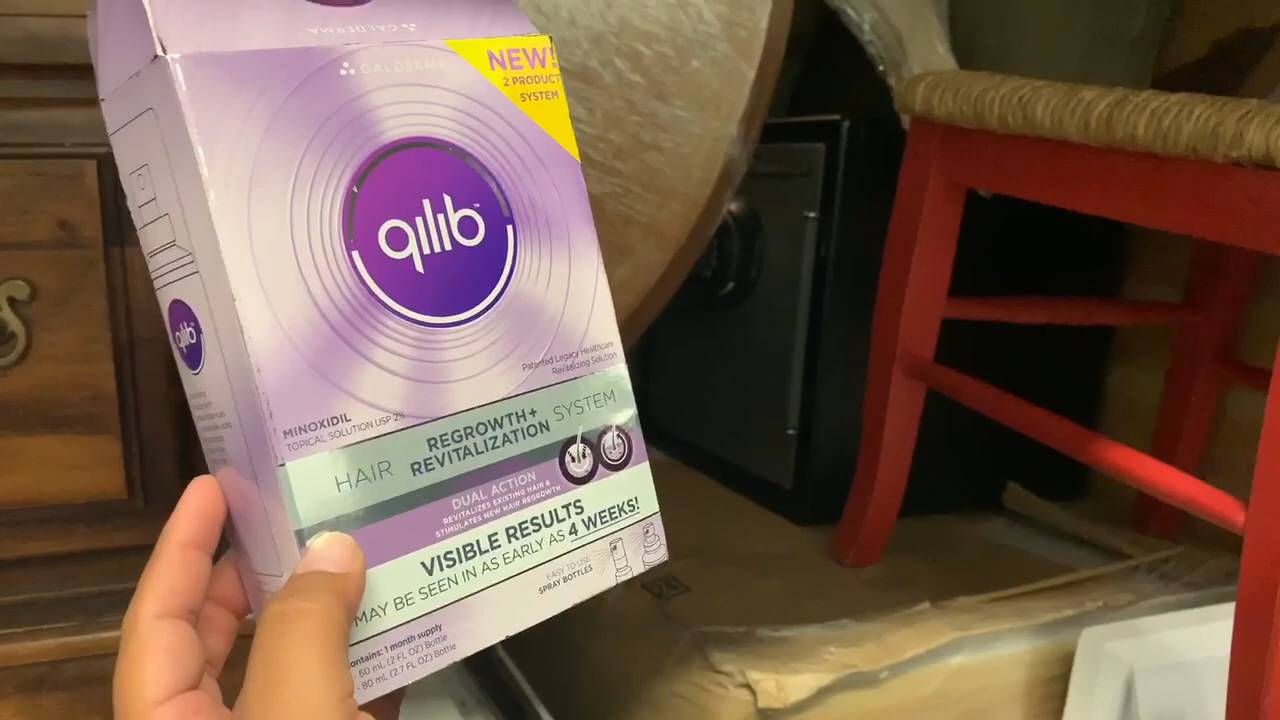 GALDERMA
GALDERMA
NEW!
2 PRODUCT
SYSTEM
qilib™
qilib
Patented Legacy Healthcare
Revitalizing Solution
MINOXIDIL
TOPICAL SOLUTION USP 2%
HAIR REGROWTH+ REVITALIZATION SYSTEM
DUAL ACTION
REVITALIZES EXISTING HAIR &
STIMULATES NEW HAIR REGROWTH
VISIBLE RESULTS
MAY BE SEEN IN AS EARLY AS 4 WEEKS!
EASY TO USE
SPRAY BOTTLES
ontains: 1 month supply
- 60 mL (2 FL OZ) Bottle
- 80 mL (2.7 FL OZ) Bottle